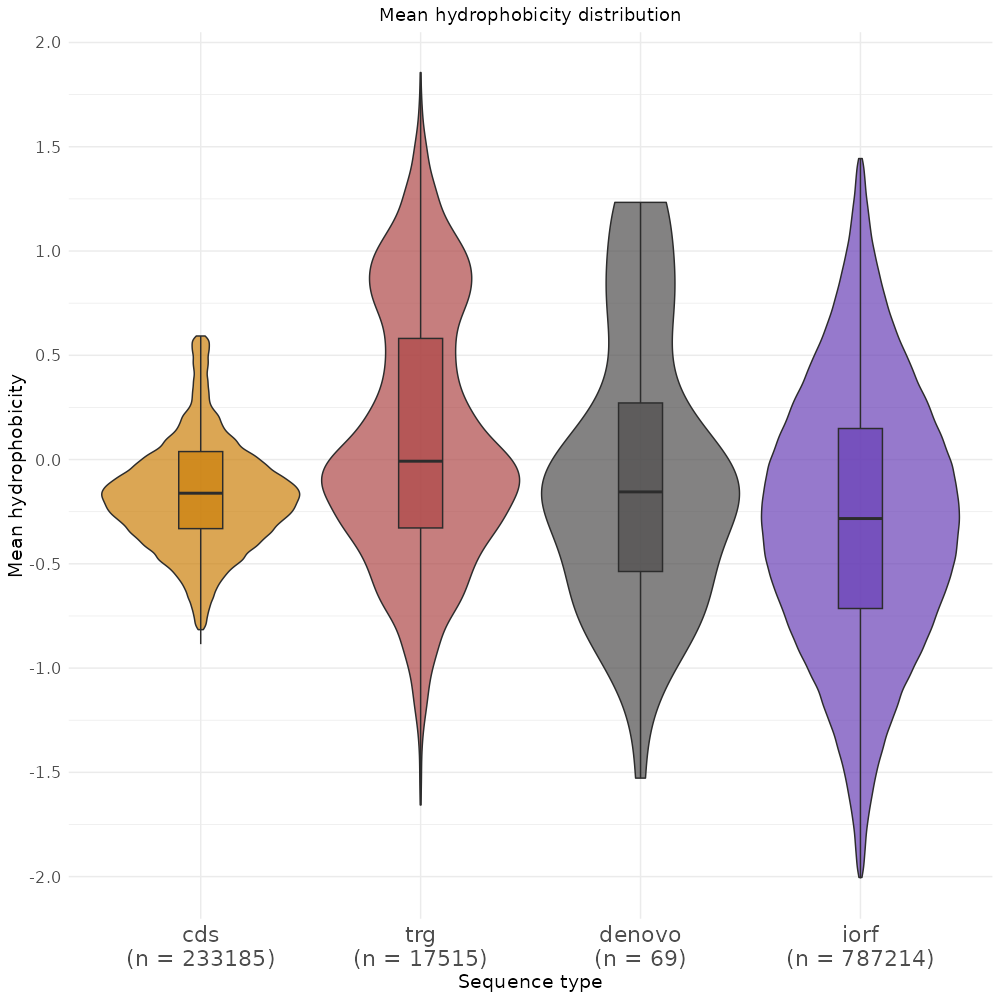 Mean hydrophobicity distribution
2.0
1.5
1.0
0.5
0.0
-0.5
-1.0
-1.5
-2.0
Mean hydrophobicity
cds trg denovo iorf
(n = 233185) (n = 17515) (n = 69) (n = 787214)
Sequence type